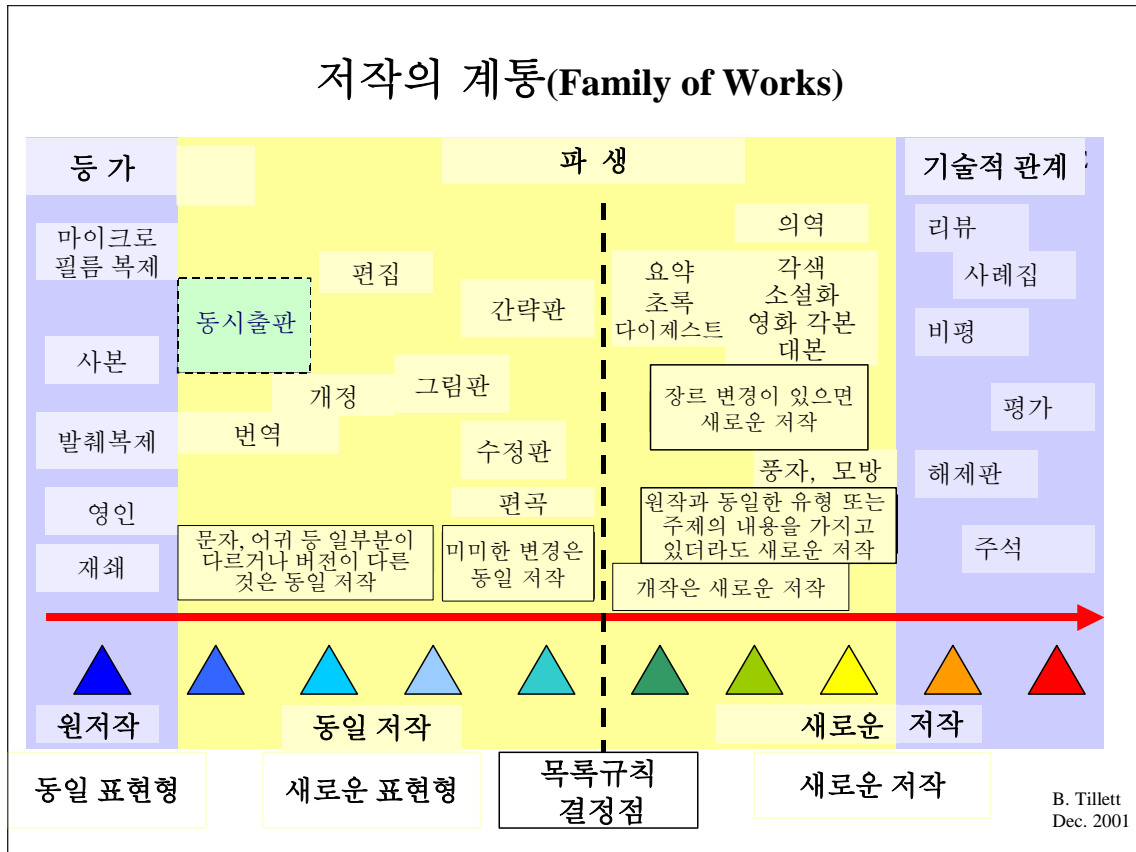 저작의 계통(Family of Works)
등 가
파 생
기술적 관계
마이크로
필름 복제
사본
발췌복제
영인
재쇄
동시출판
편집
간략판
개정
그림판
번역
수정판
편곡
문자, 어귀 등 일부분이
다르거나 버전이 다른
것은 동일 저작
미미한 변경은
동일 저작
의역
요약
초록
다이제스트
각색
소설화
영화 각본
대본
장르 변경이 있으면
새로운 저작
풍자, 모방
원작과 동일한 유형 또는
주제의 내용을 가지고
있더라도 새로운 저작
개작은 새로운 저작
리뷰
사례집
비평
평가
해제판
주석
원저작
동일 저작
새로운 저작
동일 표현형
새로운 표현형
목록규칙
결정점
새로운 저작
B. Tillett
Dec. 2001